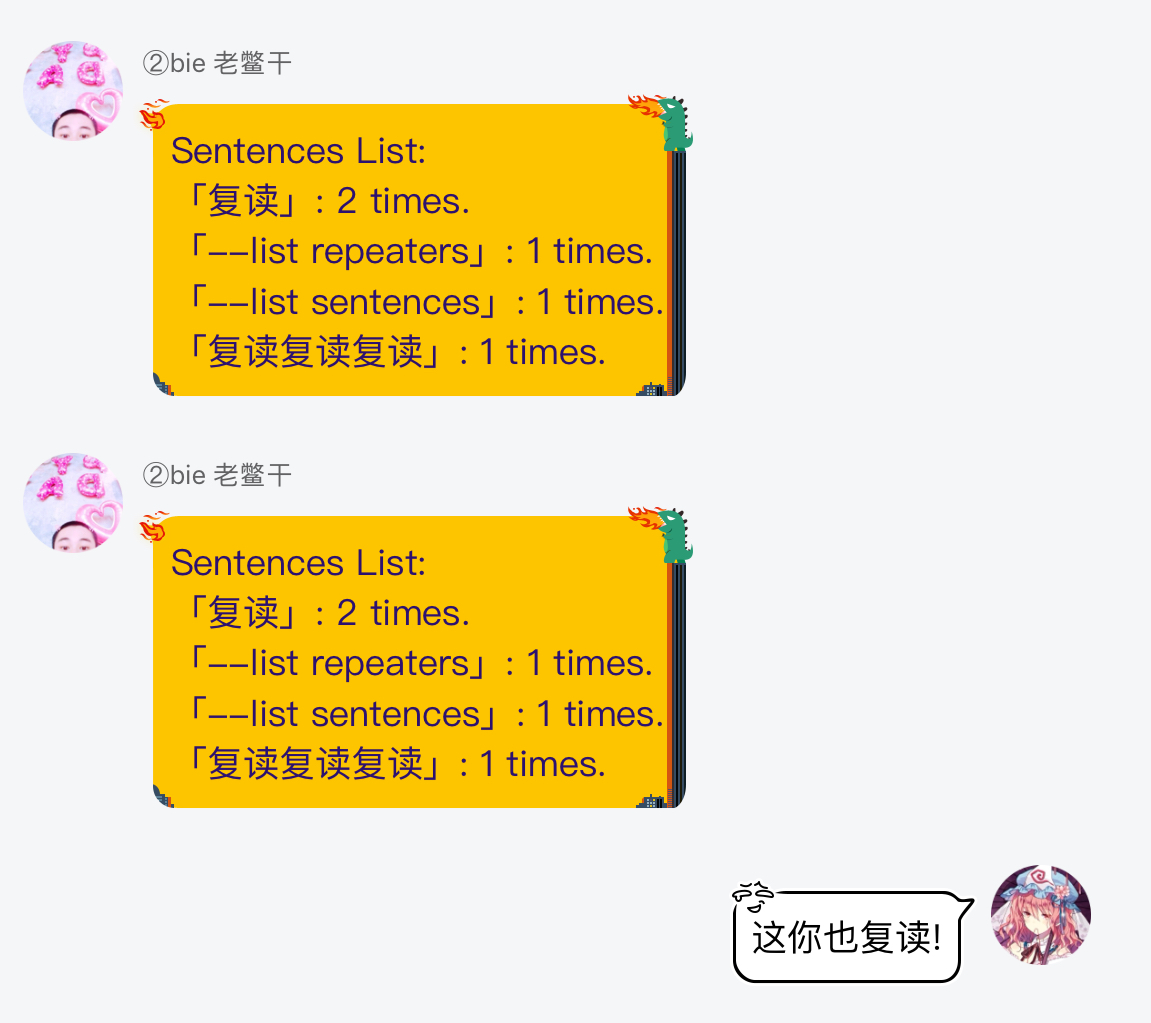 ②bie 老鳖干
Sentences List:
「复读」: 2 times.
「--list repeaters」: 1 times.
「--list sentences」: 1 times.
「复读复读复读」: 1 times.
②bie 老鳖干
Sentences List:
「复读」: 2 times.
「--list repeaters」: 1 times.
「--list sentences」: 1 times.
「复读复读复读」: 1 times.
这你也复读!